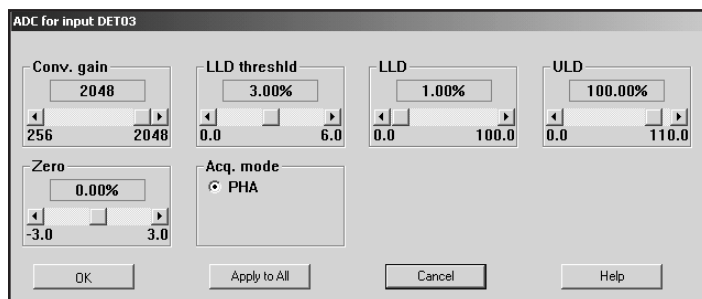 ADC for input DET03
Conv. gain
2048
256 2048
LLD threshld
3.00%
0.0 6.0
LLD
1.00%
0.0 100.0
ULD
100.00%
0.0 110.0
Zero
0.00%
-3.0 3.0
Acq. mode
PHA
OK
Apply to All
Cancel
Help